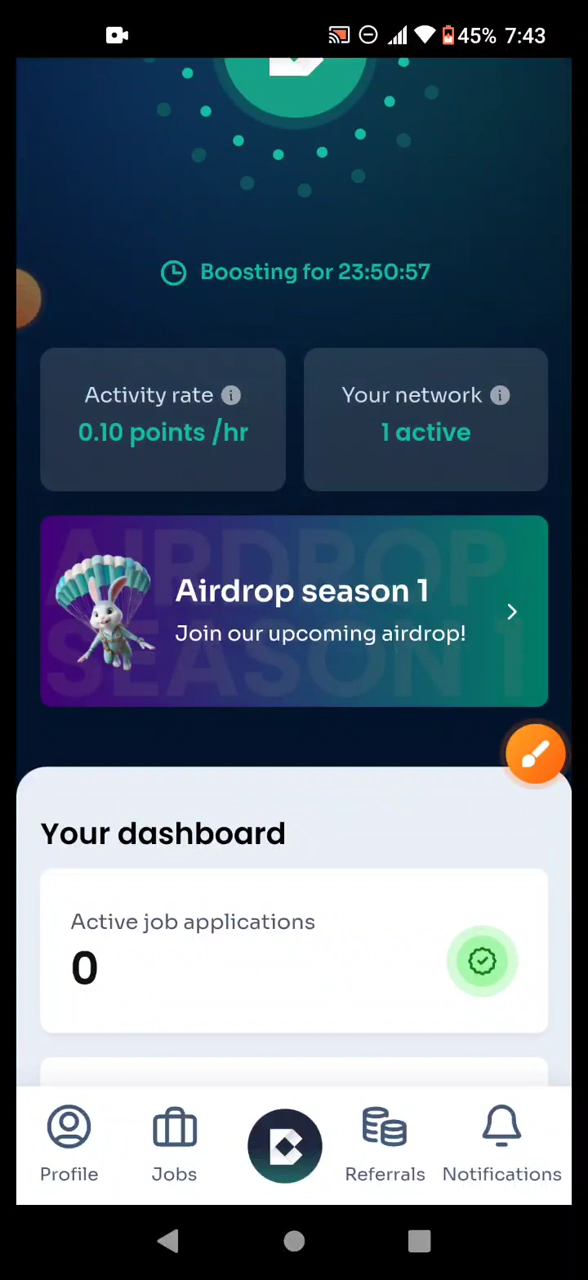 45% 7:43
Boosting for 23:50:57
Activity rate
0.10 points /hr
Your network
1 active
AIRDROP
SEASON 1
Airdrop season 1
Join our upcoming airdrop!
Your dashboard
Active job applications
0
Profile
Jobs
Referrals
Notifications